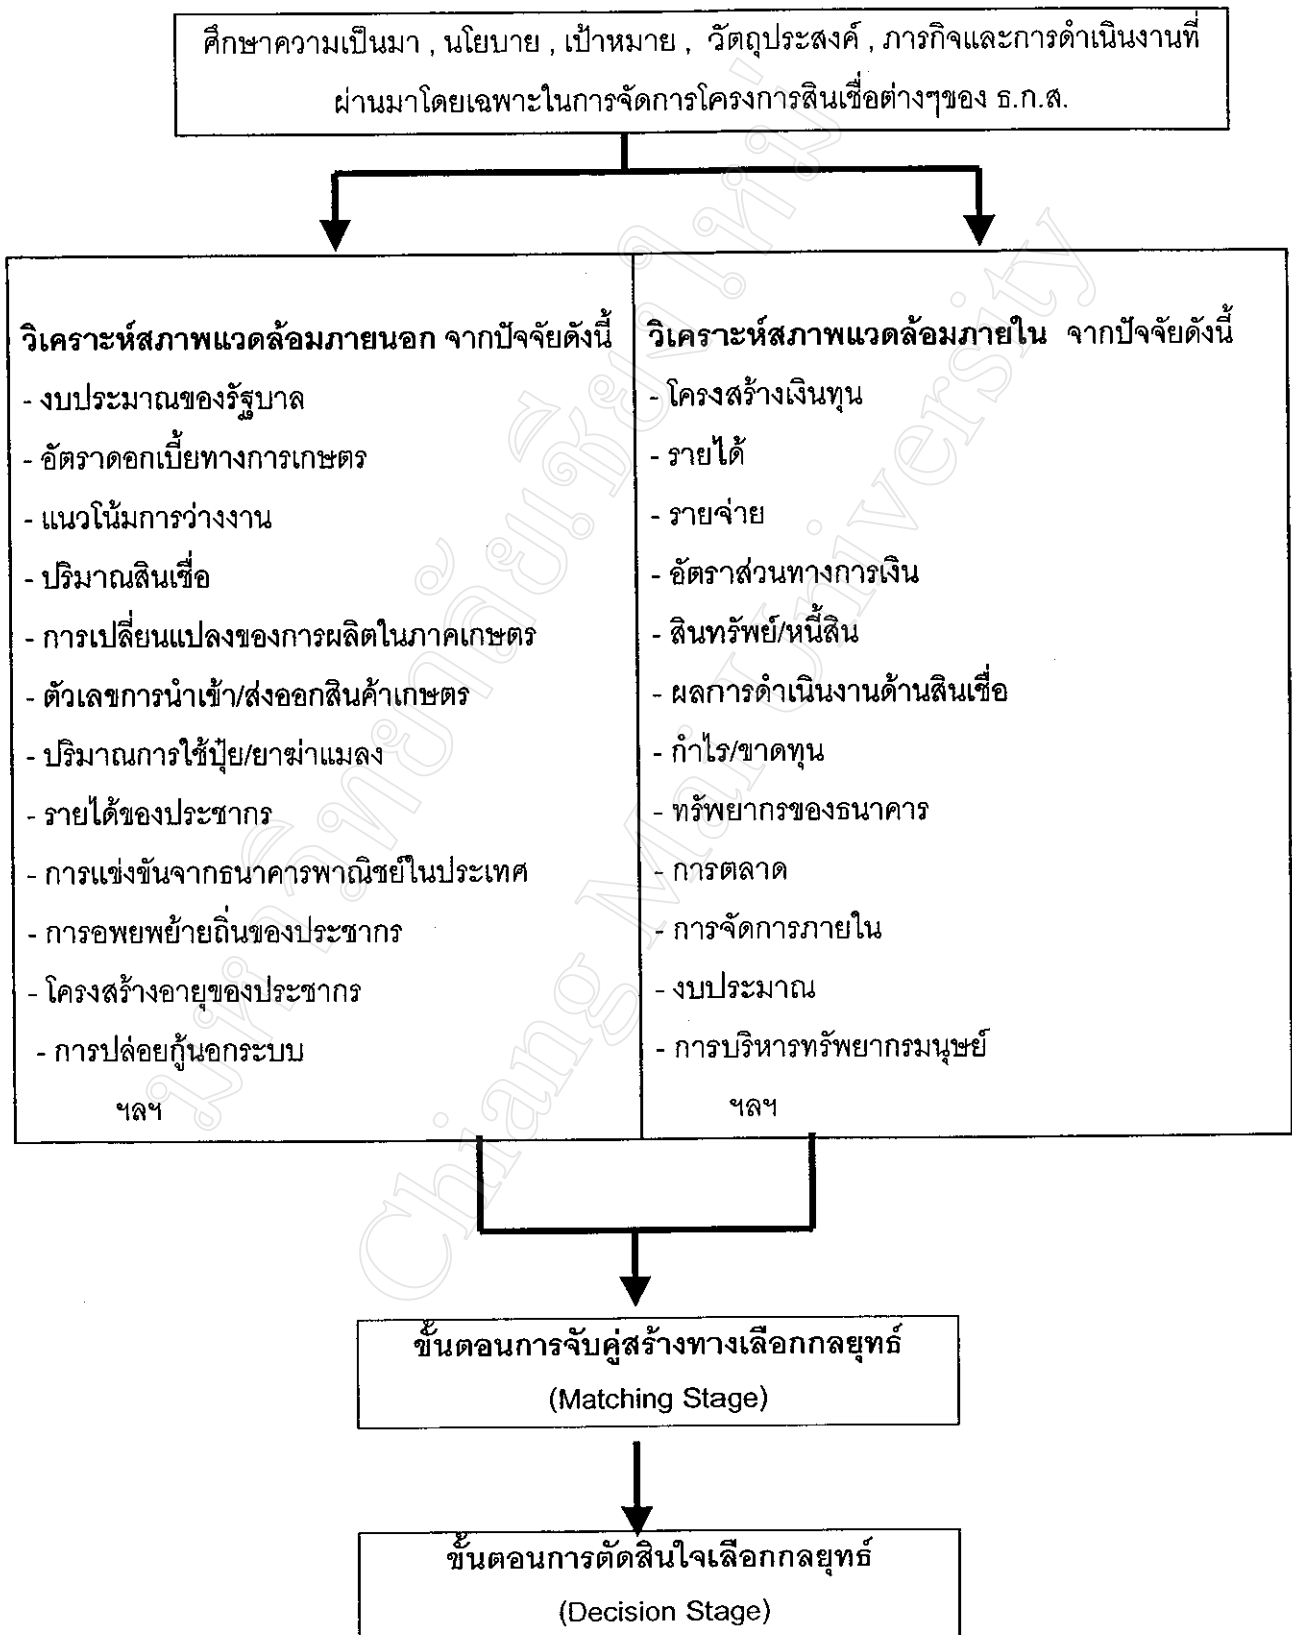 ศึกษาความเป็นมา , นโยบาย , เป้าหมาย , วัตถุประสงค์ , ภารกิจและการดำเนินงานที่
ผ่านมาโดยเฉพาะในการจัดการโครงการสินเชื่อต่างๆของ ธ.ก.ส.
วิเคราะห์สภาพแวดล้อมภายนอก จากปัจจัยดังนี้
- งบประมาณของรัฐบาล
- อัตราดอกเบี้ยทางการเกษตร
- แนวโน้มการว่างงาน
- ปริมาณสินเชื่อ
- การเปลี่ยนแปลงของการผลิตในภาคเกษตร
- ตัวเลขการนำเข้า/ส่งออกสินค้าเกษตร
- ปริมาณการใช้ปุ๋ย/ยาฆ่าแมลง
- รายได้ของประชากร
- การแข่งขันจากธนาคารพาณิชย์ในประเทศ
- การอพยพย้ายถิ่นของประชากร
- โครงสร้างอายุของประชากร
- การปล่อยกู้นอกระบบ
ฯลฯ
วิเคราะห์สภาพแวดล้อมภายใน จากปัจจัยดังนี้
- โครงสร้างเงินทุน
- รายได้
- รายจ่าย
- อัตราส่วนทางการเงิน
- สินทรัพย์/หนี้สิน
- ผลการดำเนินงานด้านสินเชื่อ
- กำไร/ขาดทุน
- ทรัพยากรของธนาคาร
- การตลาด
- การจัดการภายใน
- งบประมาณ
- การบริหารทรัพยากรมนุษย์
ฯลฯ
ขั้นตอนการจับคู่สร้างทางเลือกกลยุทธ์
(Matching Stage)
ขั้นตอนการตัดสินใจเลือกกลยุทธ์
(Decision Stage)
มหาวิทยาลัยเชียงใหม่
Chiang Mai University